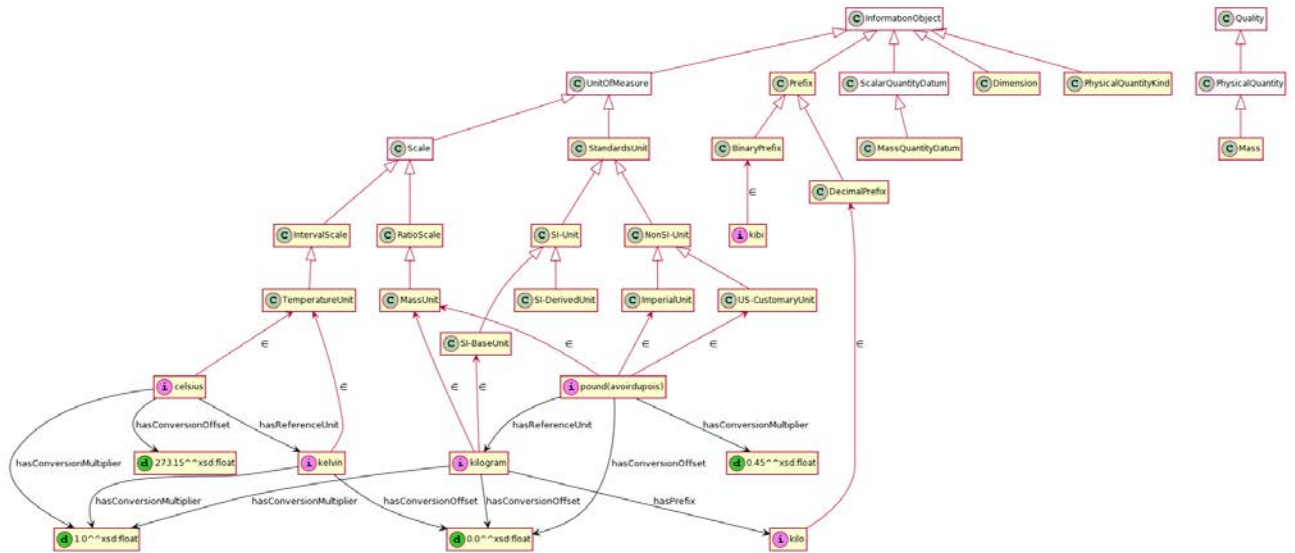 C InformationObject
C Quality
C UnitOfMeasure
C Prefix
C ScalarQuantityDatum
C Dimension
C PhysicalQuantityKind
C PhysicalQuantity
C Scale
C StandardsUnit
C BinaryPrefix
C MassQuantityDatum
C Mass
∈
C DecimalPrefix
C IntervalScale
C RatioScale
C SI-Unit
C NonSI-Unit
i kibi
C TemperatureUnit
C MassUnit
C SI-DerivedUnit
C ImperialUnit
C US-CustomaryUnit
C SI-BaseUnit
∈
∈
∈
∈
i celsius
∈
∈
∈
i pound(avoirdupois)
hasConversionOffset
hasReferenceUnit
hasReferenceUnit
hasConversionMultiplier
hasConversionMultiplier
d 273.15^^xsd:float
i kelvin
i kilogram
hasConversionOffset
d 0.45^^xsd:float
hasConversionMultiplier
hasConversionMultiplier
hasConversionOffset
hasConversionOffset
hasPrefix
d 1.0^^xsd:float
d 0.0^^xsd:float
i kilo
∈